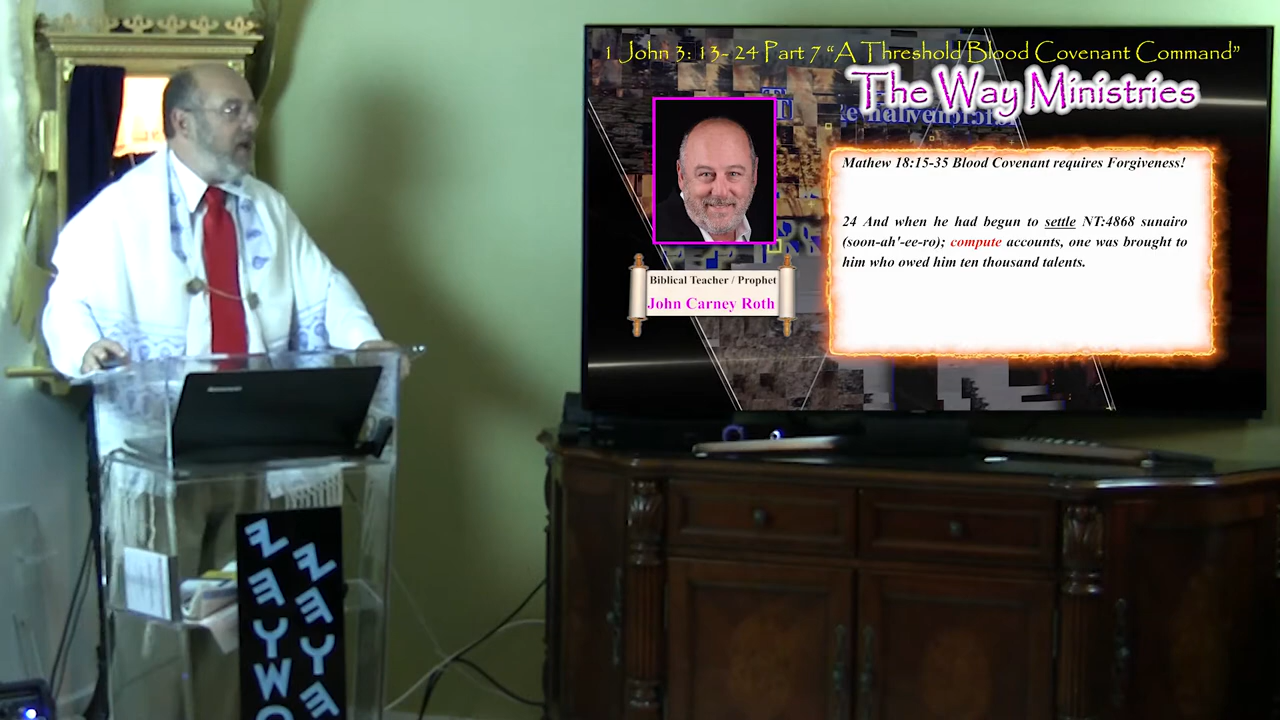 1 John 3: 13- 24 Part 7 “A Threshold Blood Covenant Command”
The Way Ministries
Mathew 18:15-35 Blood Covenant requires Forgiveness!
24 And when he had begun to settle NT:4868 sunairo
(soon-ah'-ee-ro); compute accounts, one was brought to
him who owed him ten thousand talents.
Biblical Teacher / Prophet
John Carney Roth
lenovo